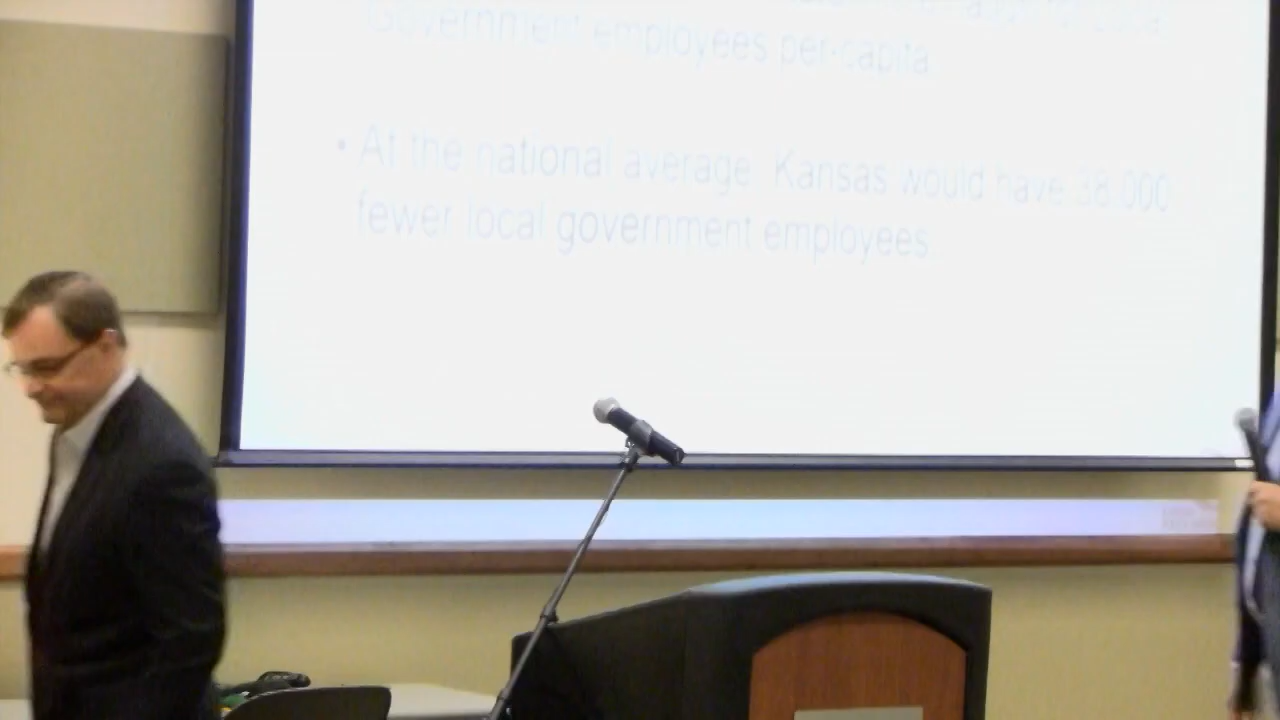 Government employees per-capita.
• At the national average Kansas would have 38,000
fewer local government employees.